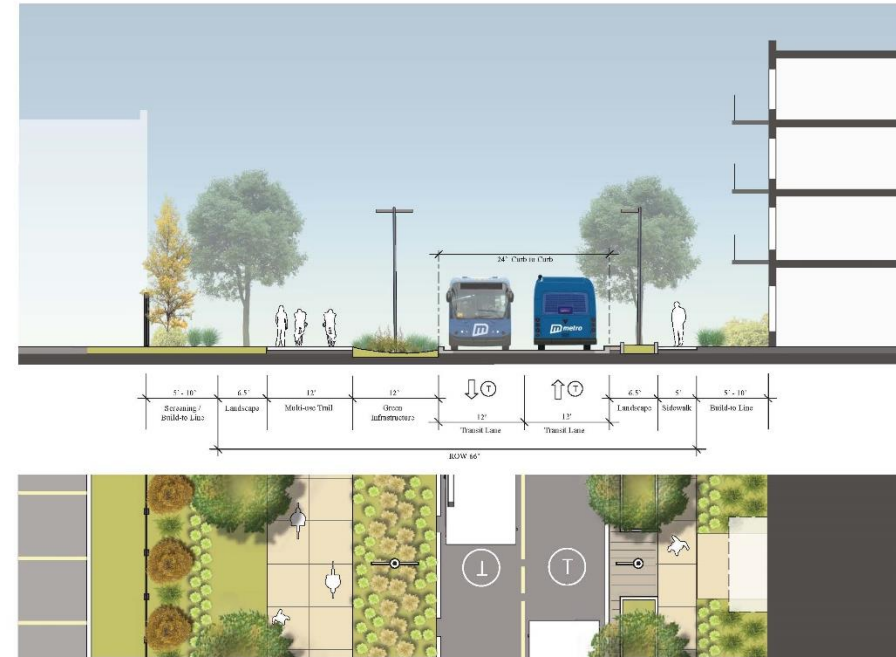 24' Curb to Curb
m
m metro
5' - 10'
6.5'
12'
12'
T
T
6.5'
5'
5' - 10'
Screening /
Build-to Line
Landscape
Multi-use Trail
Green
Infrastructure
12'
Transit Lane
12'
Transit Lane
Landscape
Sidewalk
Build-to Line
ROW 66'
T
T